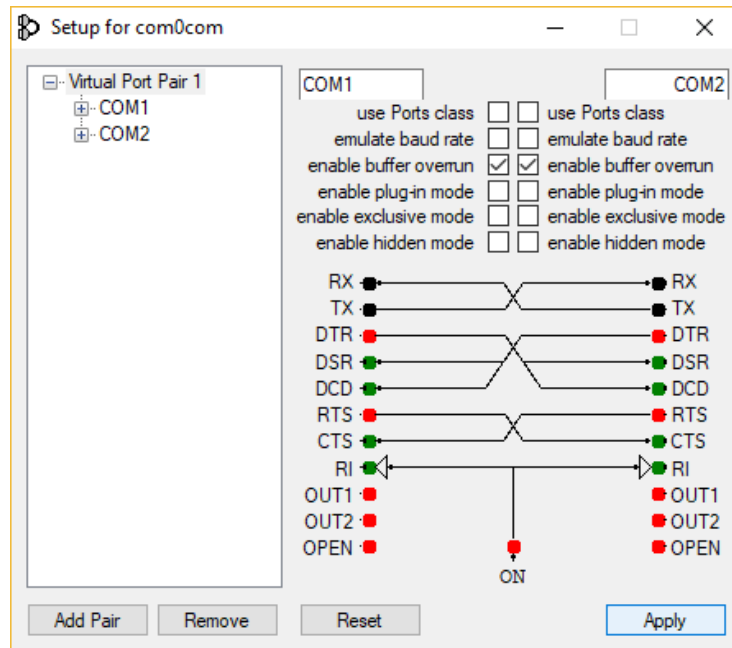 Setup for com0com
Virtual Port Pair 1
COM1
COM2
COM1 COM2
use Ports class use Ports class
emulate baud rate emulate baud rate
enable buffer overrun enable buffer overrun
enable plug-in mode enable plug-in mode
enable exclusive mode enable exclusive mode
enable hidden mode enable hidden mode
RX RX
TX TX
DTR DTR
DSR DSR
DCD DCD
RTS RTS
CTS CTS
RI RI
OUT1 OUT1
OUT2 OUT2
OPEN OPEN
ON
Add Pair Remove Reset Apply